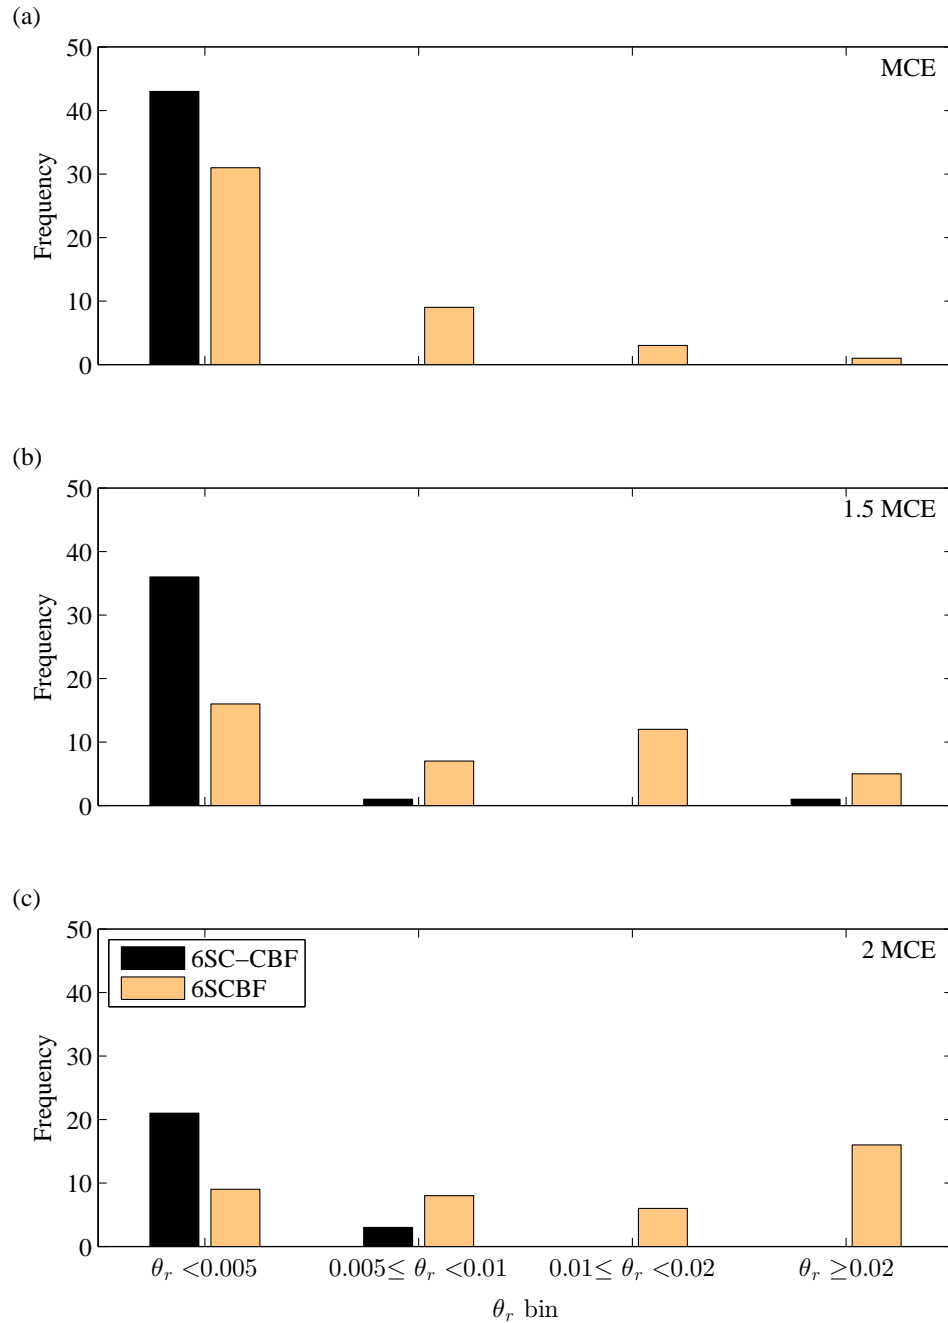 (a)
MCE
50
40
30
20
10
0
Frequency
(b)
1.5 MCE
50
40
30
20
10
0
Frequency
(c)
2 MCE
6SC−CBF
6SCBF
50
40
30
20
10
0
Frequency
θr <0.005 0.005≤ θr <0.01 0.01≤ θr <0.02 θr ≥0.02
θr bin